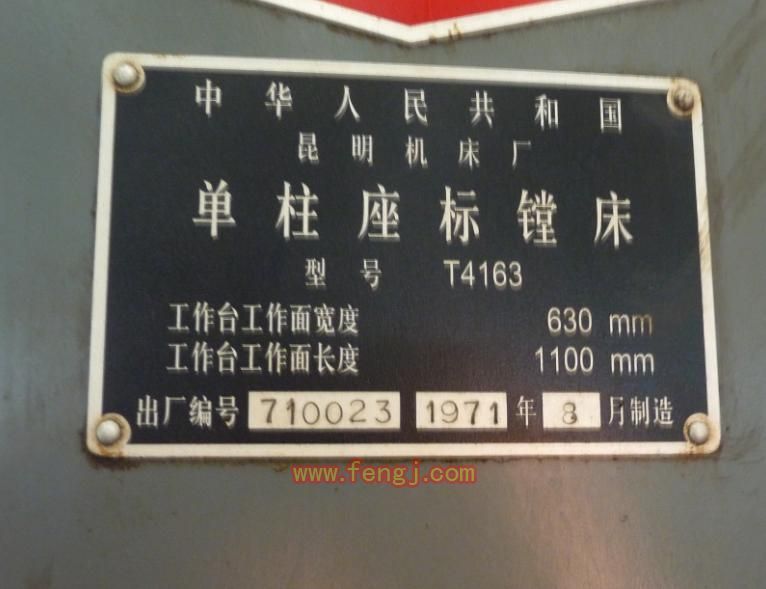 中华人民共和国
昆明机床厂
单柱座标镗床
型号 T4163
工作台工作面宽度 630 mm
工作台工作面长度 1100 mm
出厂编号 710023 1971 年 8 月制造
www.fengj.com